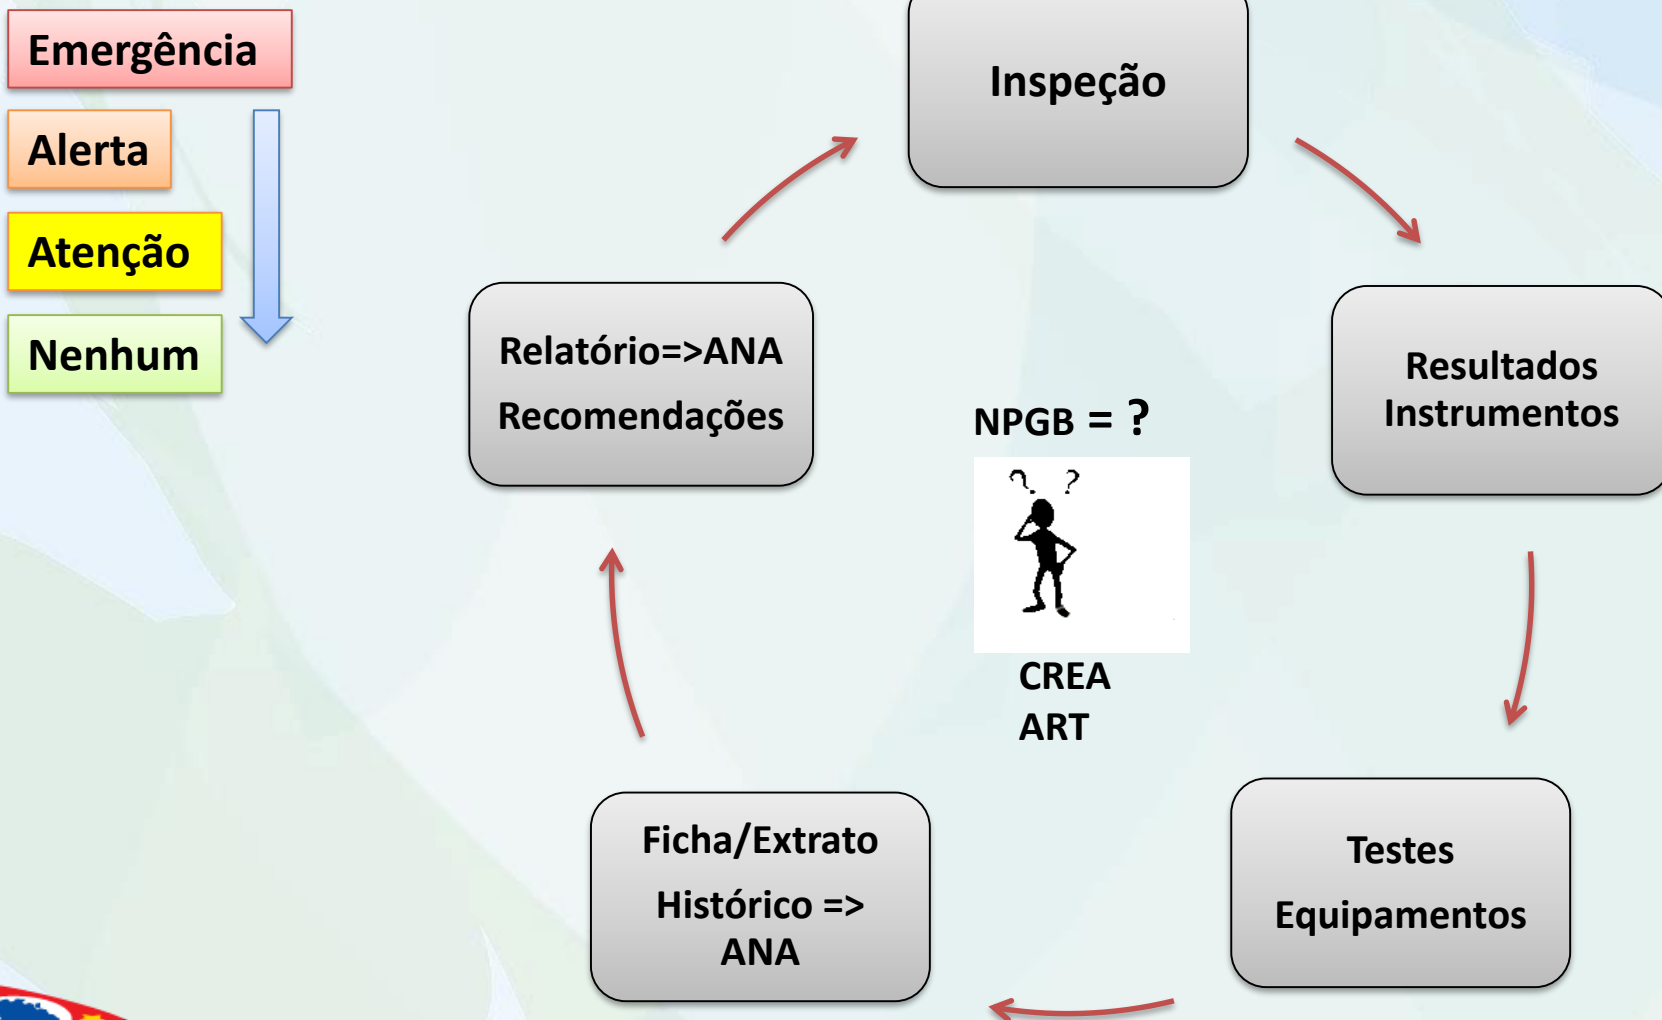 Emergência
Alerta
Atenção
Nenhum
Inspeção
Resultados
Instrumentos
Testes
Equipamentos
Ficha/Extrato
Histórico =>
ANA
Relatório=>ANA
Recomendações
NPGB = ?
? ?
CREA
ART